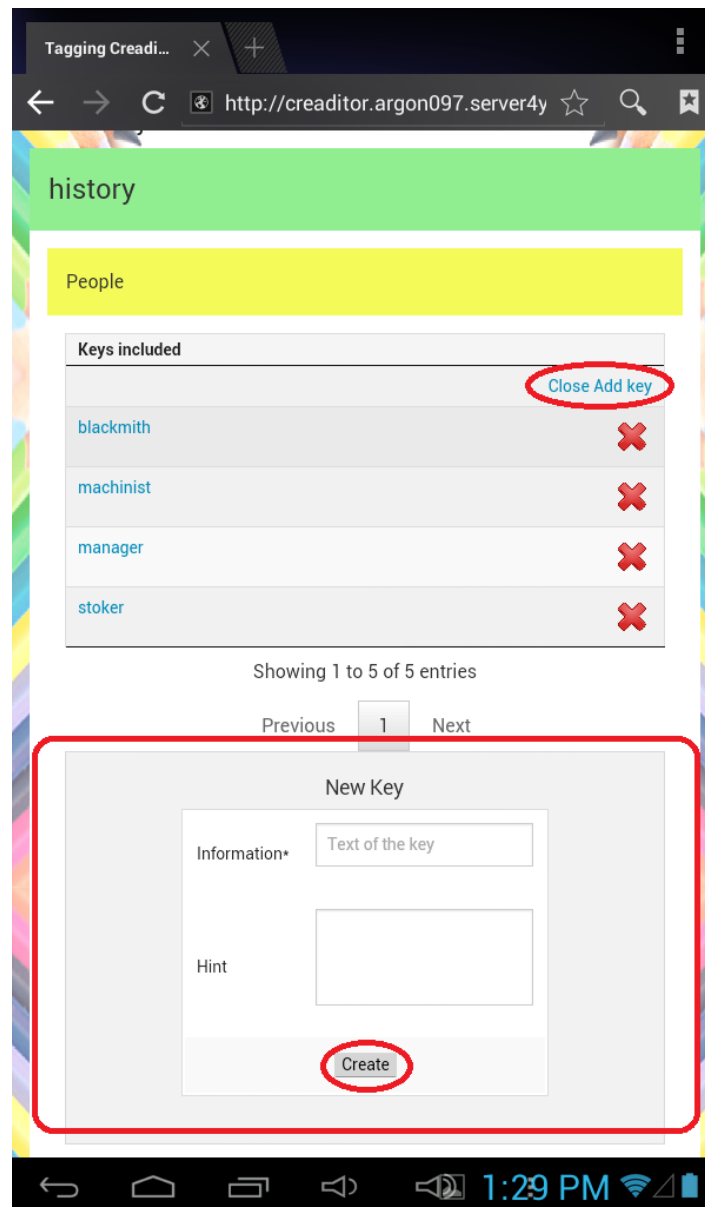 Tagging Creadi...
http://creaditor.argon097.server4y
history
People
Keys included
Close Add key
blackmith
machinist
manager
stoker
Showing 1 to 5 of 5 entries
Previous 1 Next
New Key
Information* Text of the key
Hint
Create
1:29 PM